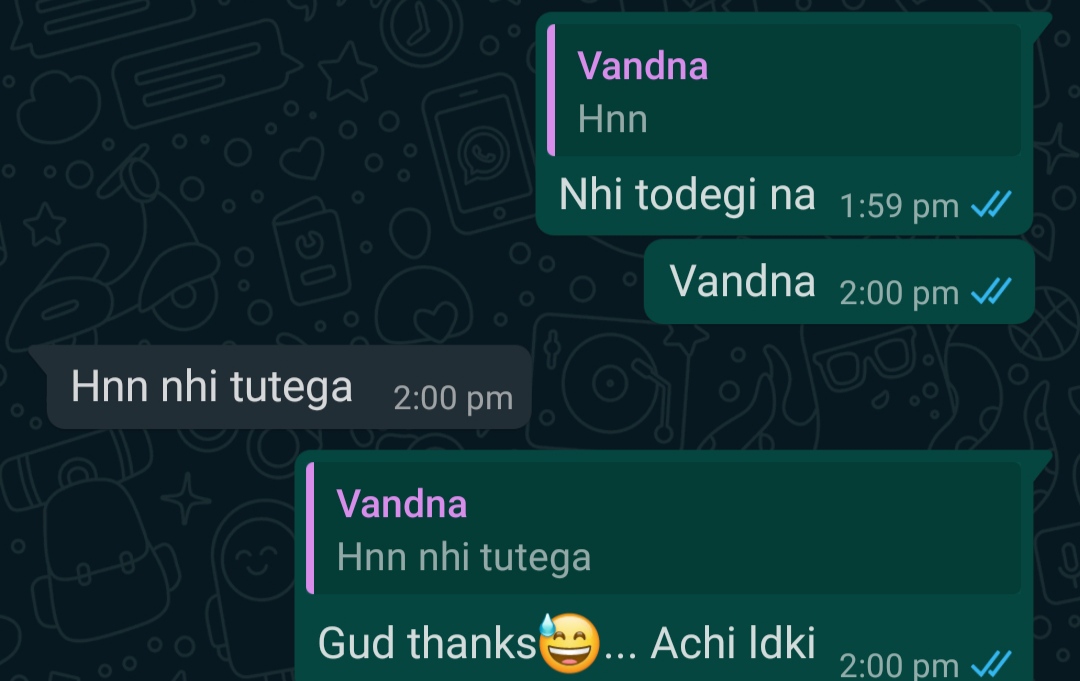 Vandna
Hnn
Nhi todegi na 1:59 pm
Vandna 2:00 pm
Hnn nhi tutega 2:00 pm
Vandna
Hnn nhi tutega
Gud thanks😅... Achi ldki 2:00 pm